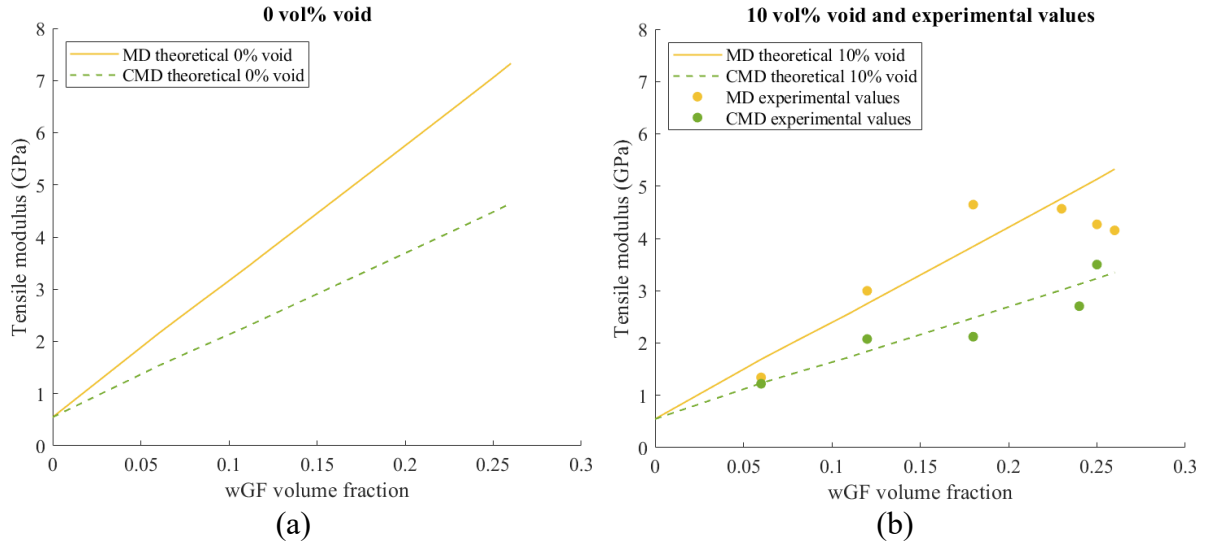 0 vol% void
MD theoretical 0% void
CMD theoretical 0% void
Tensile modulus (GPa)
8
7
6
5
4
3
2
1
0
0
0.05
0.1
0.15
0.2
0.25
0.3
wGF volume fraction
(a)
10 vol% void and experimental values
MD theoretical 10% void
CMD theoretical 10% void
MD experimental values
CMD experimental values
Tensile modulus (GPa)
8
7
6
5
4
3
2
1
0
0
0.05
0.1
0.15
0.2
0.25
0.3
wGF volume fraction
(b)